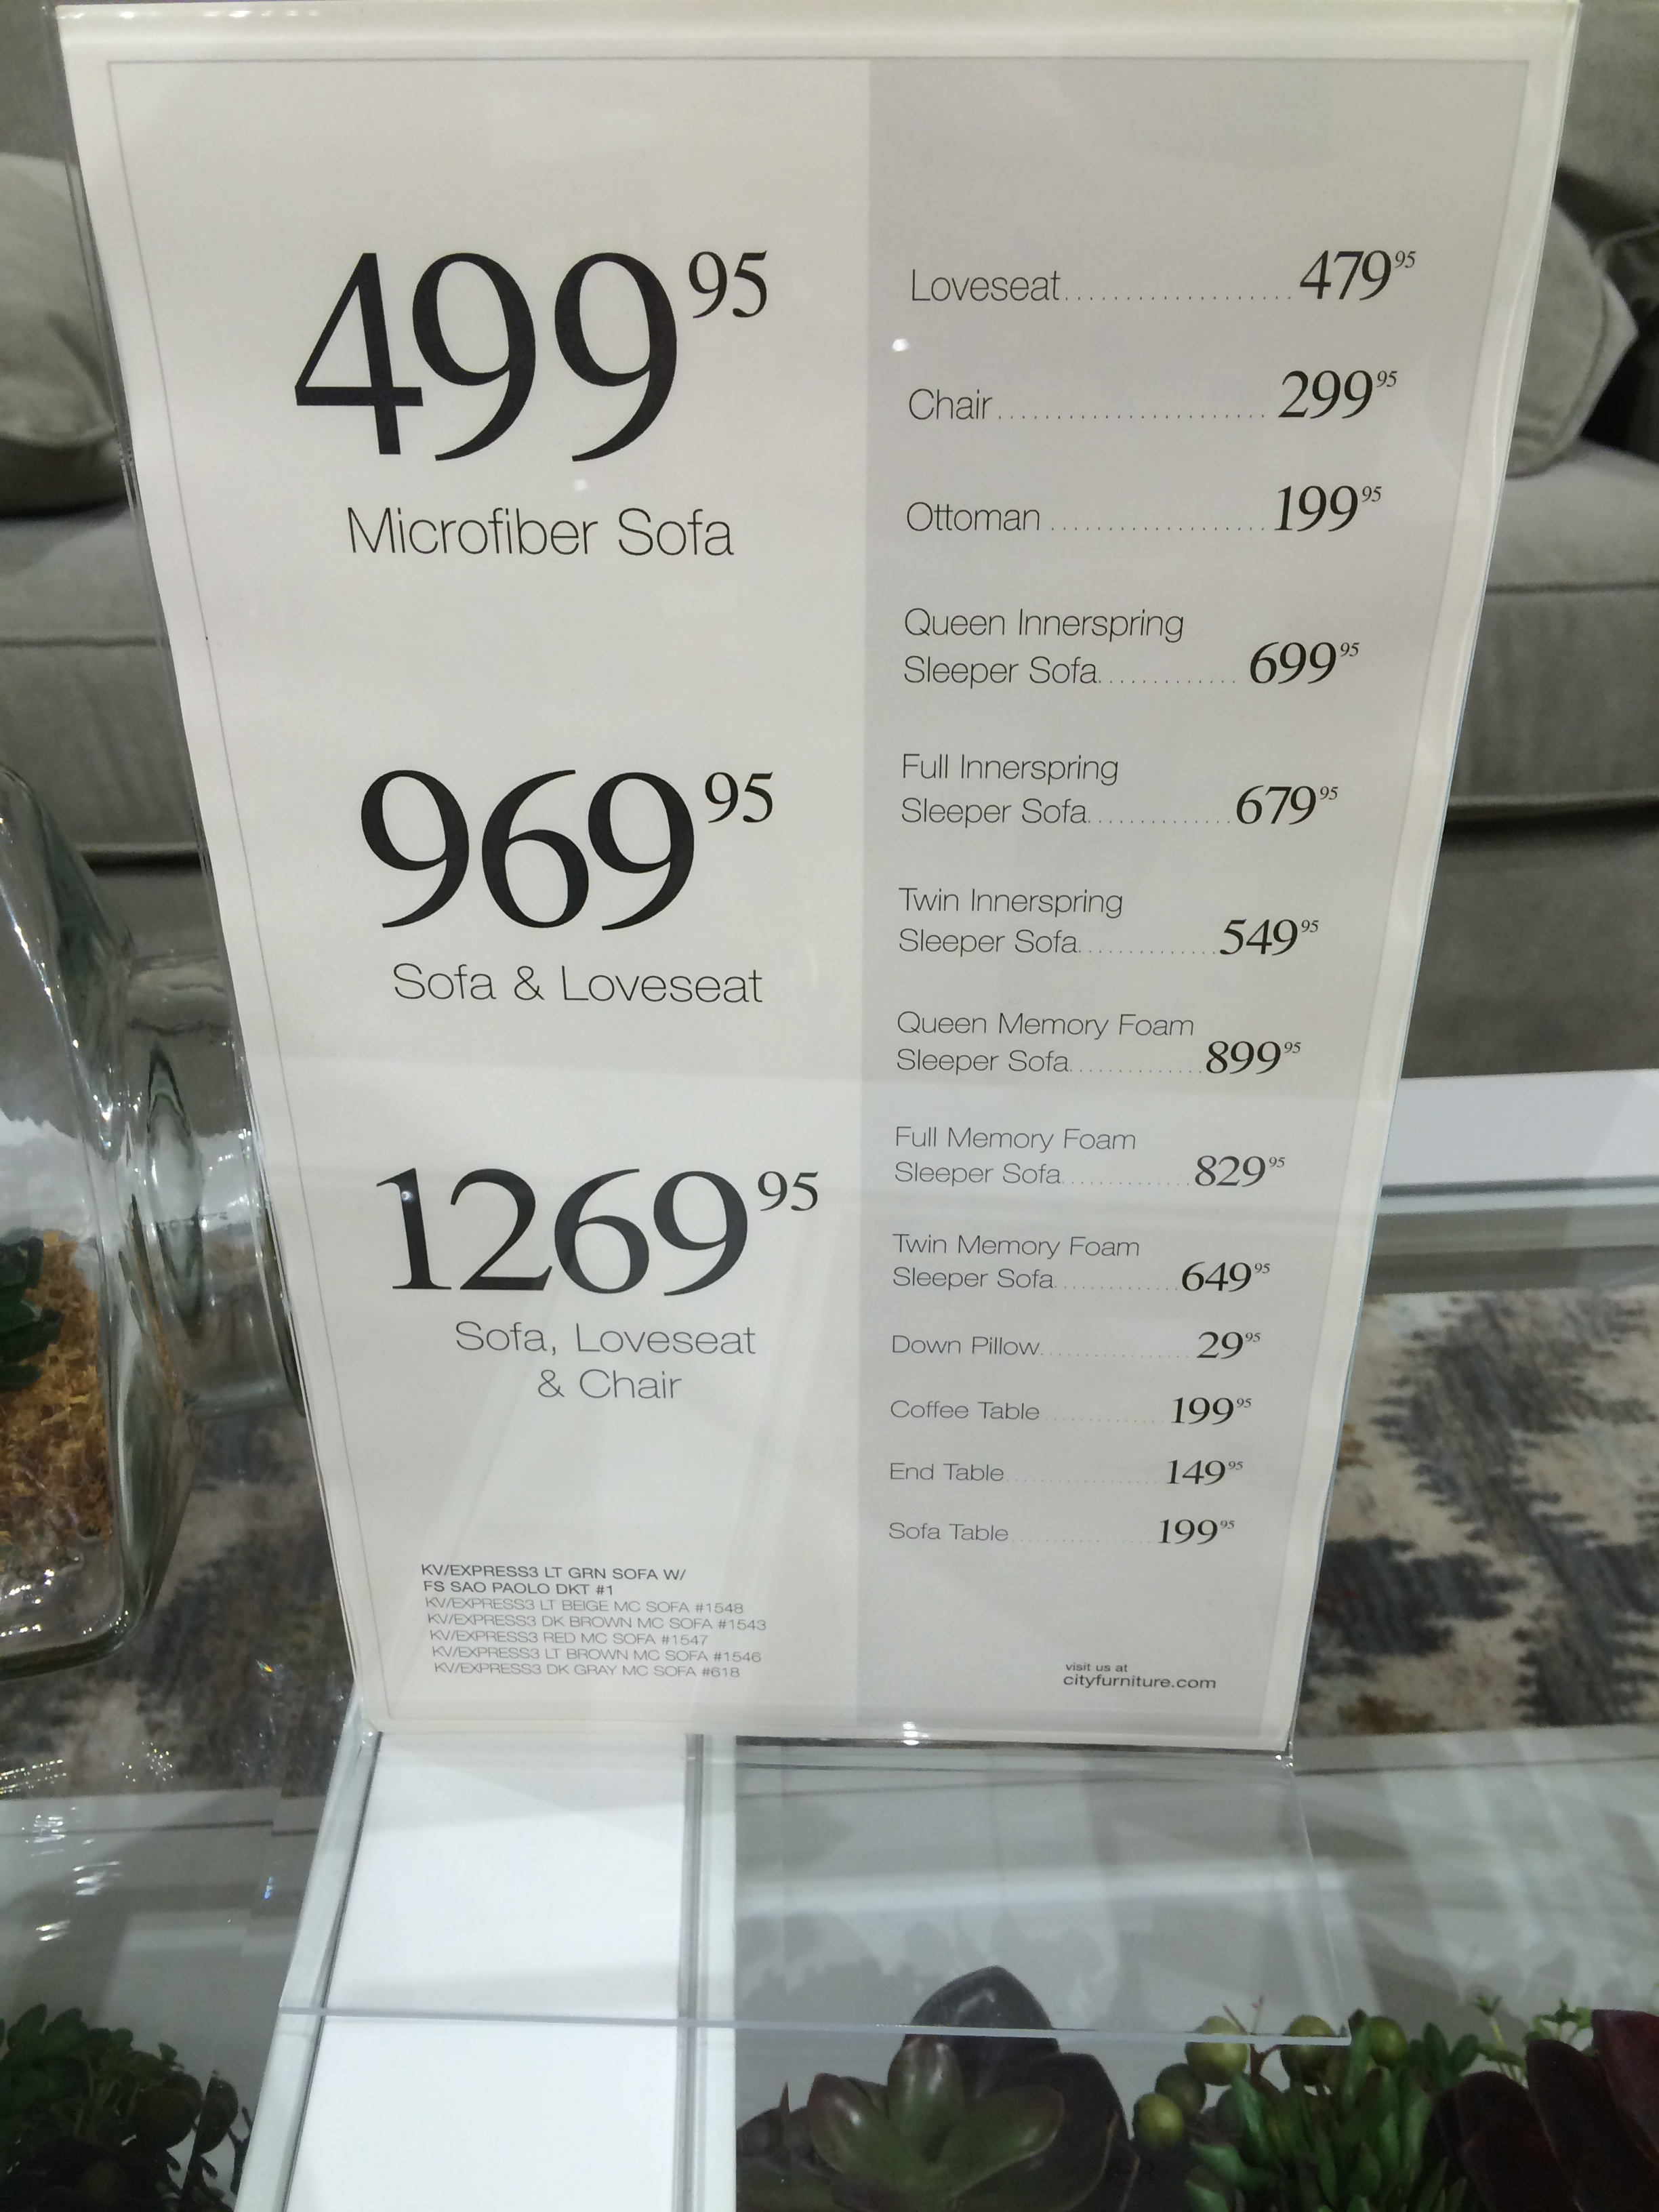 499 95
Microfiber Sofa
969 95
Sofa & Loveseat
1269 95
Sofa, Loveseat
& Chair
KV/EXPRESS3 LT GRN SOFA W/
FS SAO PAOLO DKT #1
KV/EXPRESS3 LT BEIGE MC SOFA #1548
KV/EXPRESS3 DK BROWN MC SOFA #1543
KV/EXPRESS3 RED MC SOFA #1547
KV/EXPRESS3 LT BROWN MC SOFA #1546
KV/EXPRESS3 DK GRAY MC SOFA #618
Loveseat.................... 479 95
Chair........................ 299 95
Ottoman .................... 199 95
Queen Innerspring
Sleeper Sofa............. 699 95
Full Innerspring
Sleeper Sofa............. 679 95
Twin Innerspring
Sleeper Sofa............. 549 95
Queen Memory Foam
Sleeper Sofa............. 899 95
Full Memory Foam
Sleeper Sofa............. 829 95
Twin Memory Foam
Sleeper Sofa............. 649 95
Down Pillow............... 29 95
Coffee Table ............. 199 95
End Table................ 149 95
Sofa Table................ 199 95
visit us at
cityfurniture.com